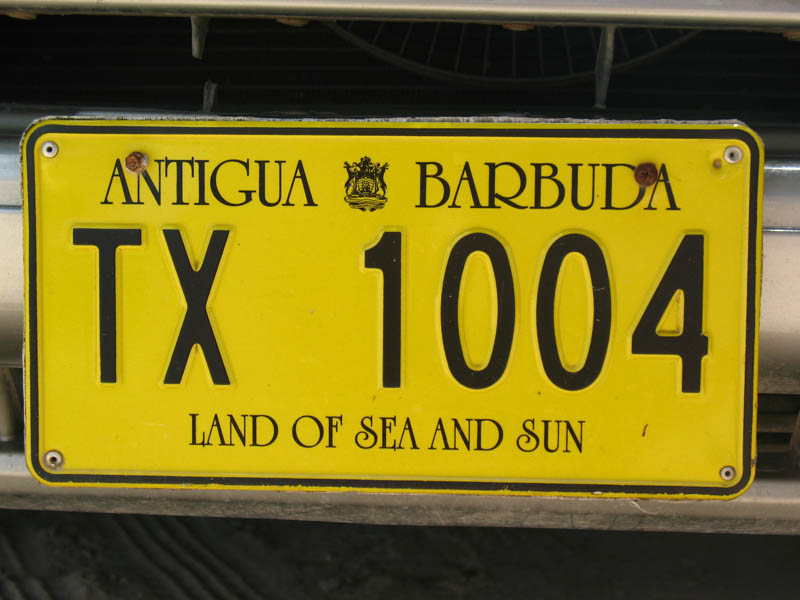 ANTIGUA BARBUDA
TX 1004
LAND OF SEA AND SUN